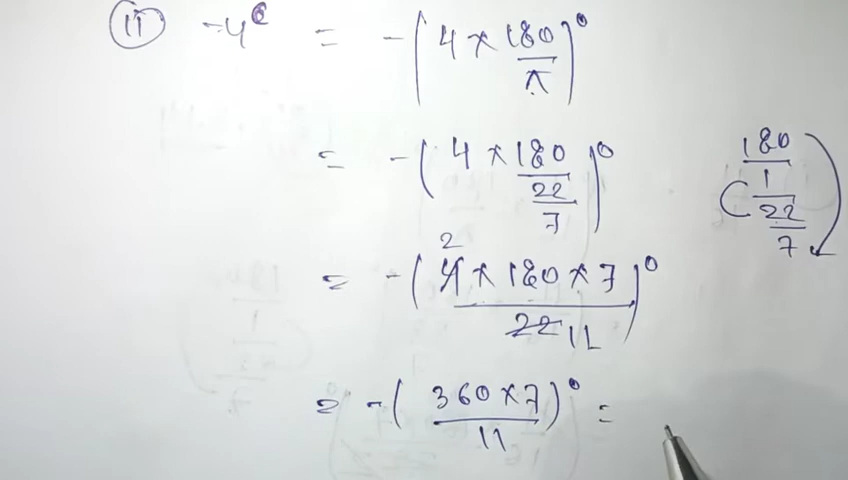 (ii) -4ᶜ = -(4 × 180/π)°
= -(4 × 180/(22/7))°
180/1/(22/7)
= -(4 2 × 180 × 7/22 11)°
= -(360 × 7/11)° =